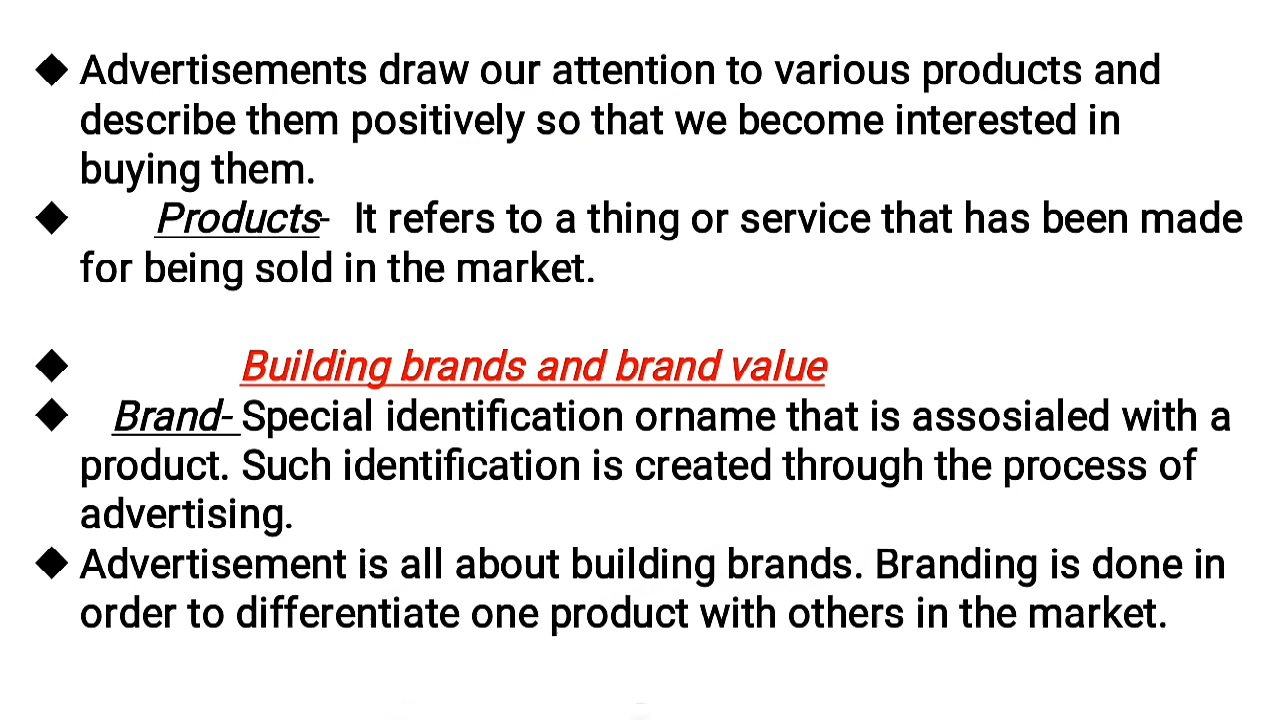 ◆ Advertisements draw our attention to various products and
describe them positively so that we become interested in
buying them.
◆ Products- It refers to a thing or service that has been made
for being sold in the market.
◆ Building brands and brand value
◆ Brand- Special identification orname that is assosialed with a
product. Such identification is created through the process of
advertising.
◆ Advertisement is all about building brands. Branding is done in
order to differentiate one product with others in the market.